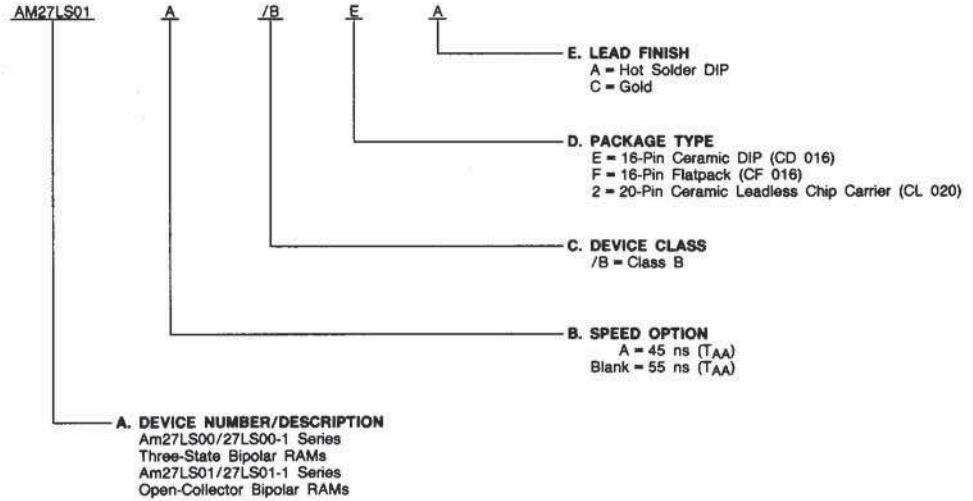 AM27LS01 A /B E A
E. LEAD FINISH
A = Hot Solder DIP
C = Gold
D. PACKAGE TYPE
E = 16-Pin Ceramic DIP (CD 016)
F = 16-Pin Flatpack (CF 016)
2 = 20-Pin Ceramic Leadless Chip Carrier (CL 020)
C. DEVICE CLASS
/B = Class B
B. SPEED OPTION
A = 45 ns (TAA)
Blank = 55 ns (TAA)
A. DEVICE NUMBER/DESCRIPTION
Am27LS00/27LS00-1 Series
Three-State Bipolar RAMs
Am27LS01/27LS01-1 Series
Open-Collector Bipolar RAMs